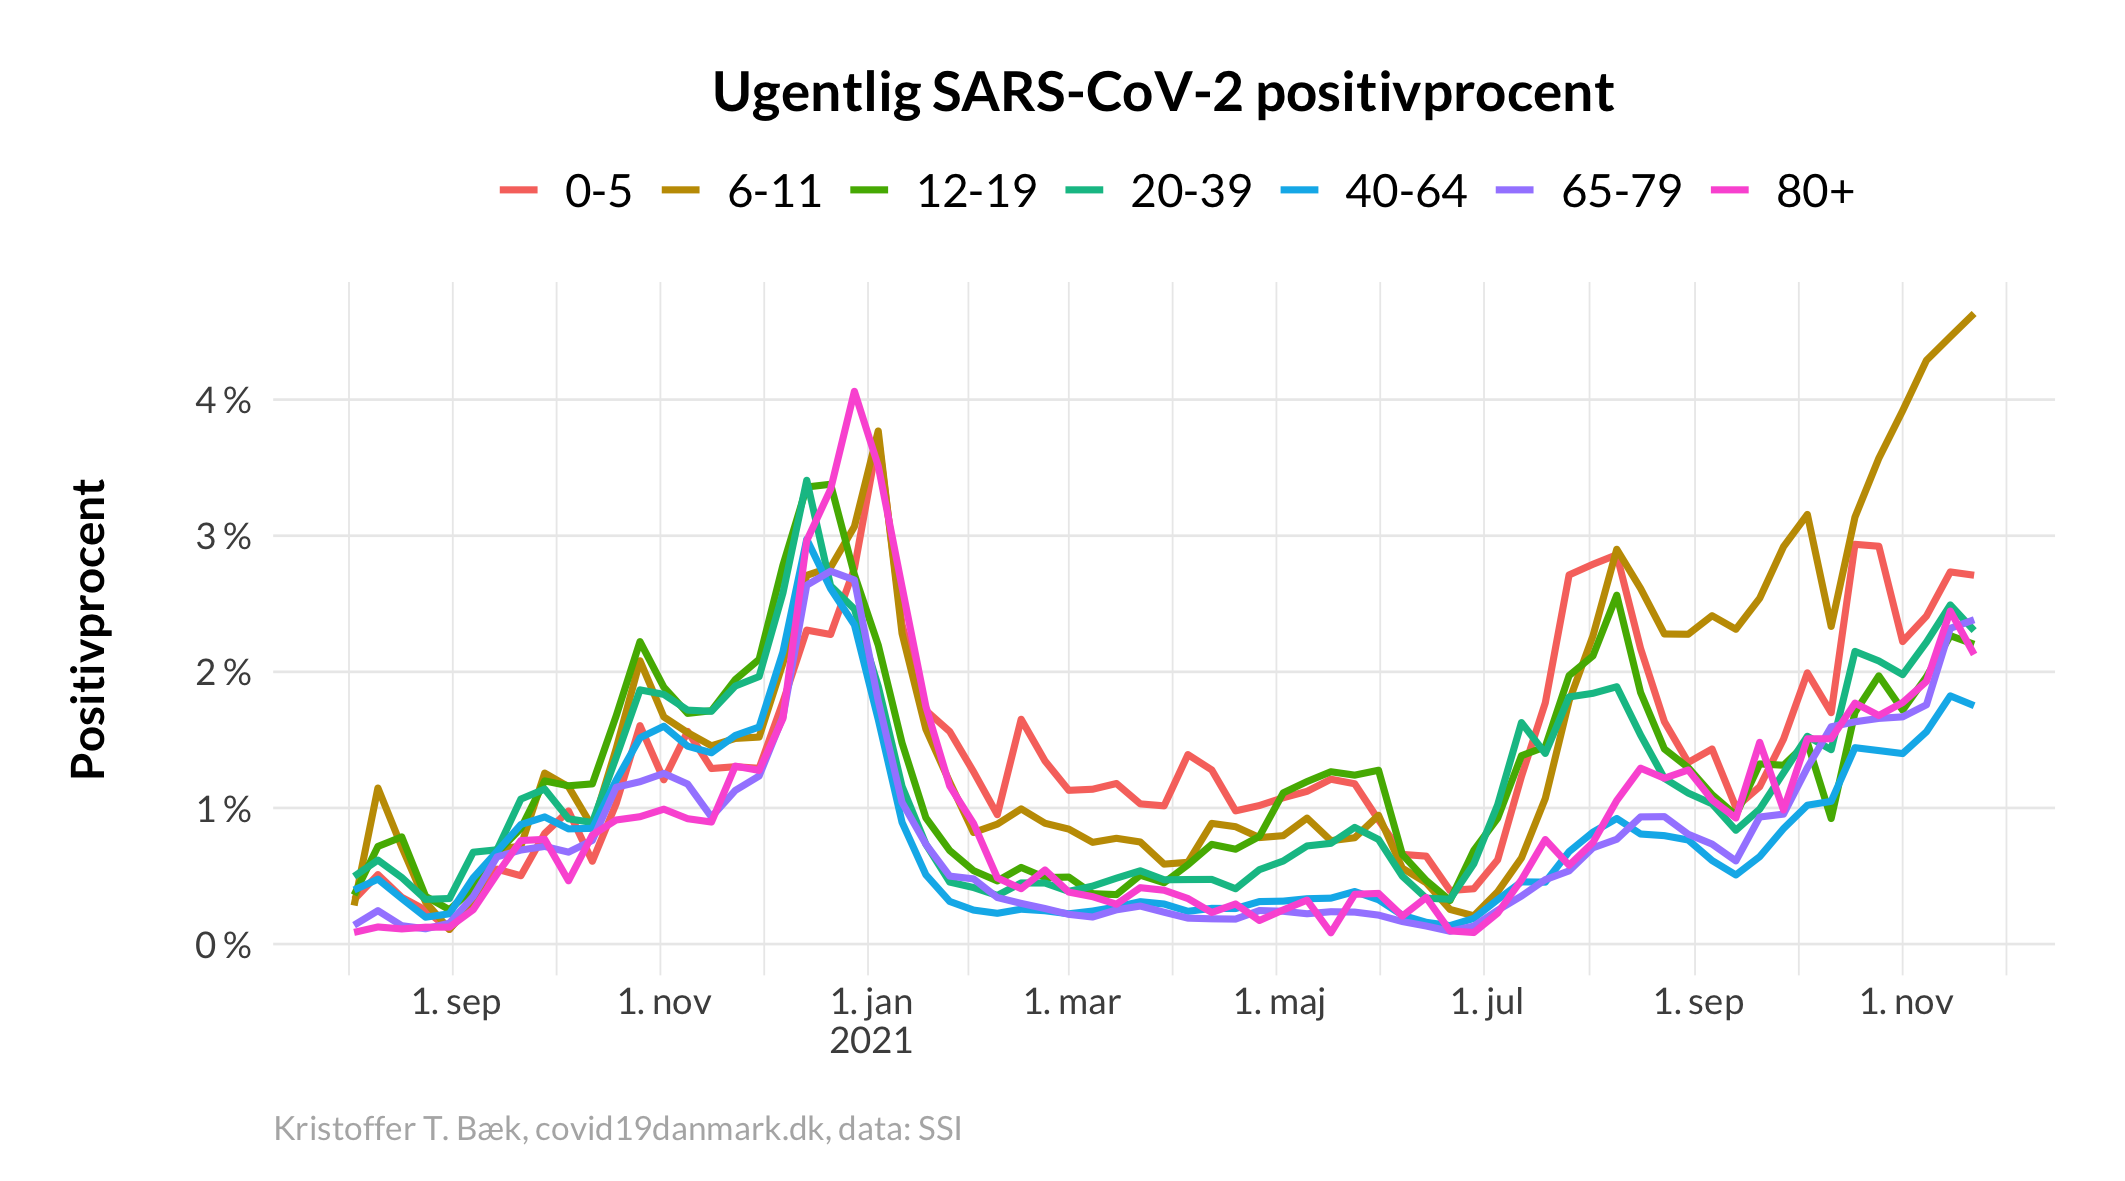 Ugentlig SARS-CoV-2 positivprocent
0-5 6-11 12-19 20-39 40-64 65-79 80+
Positivprocent
4 %
3 %
2 %
1 %
0 %
1. sep 1. nov 1. jan 1. mar 1. maj 1. jul 1. sep 1. nov
2021
Kristoffer T. Bæk, covid19danmark.dk, data: SSI